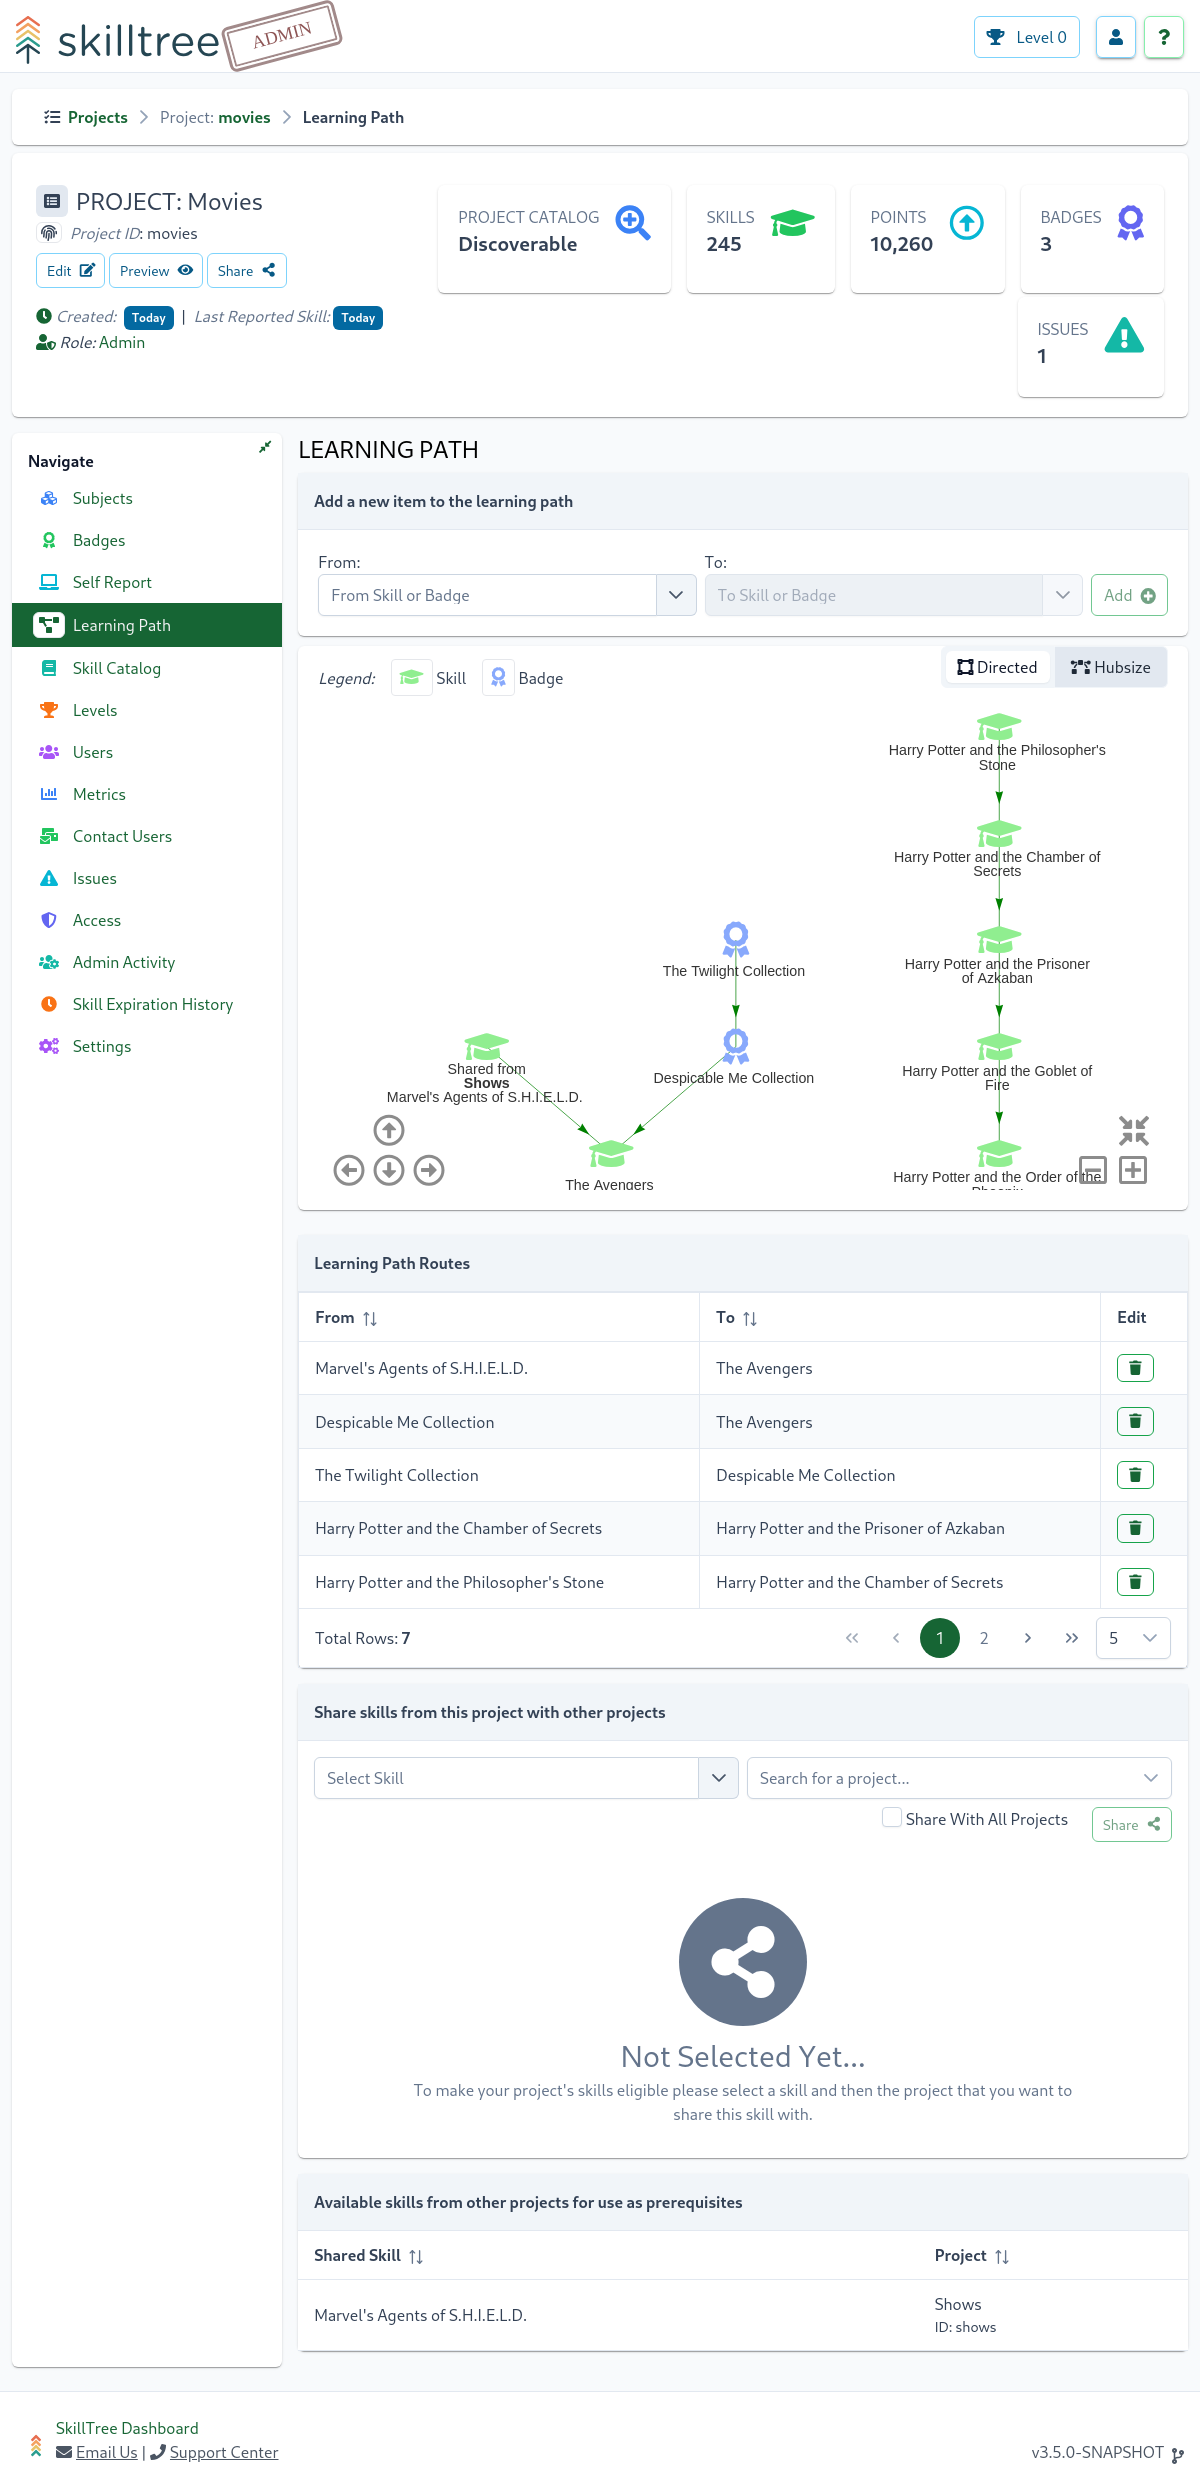 skilltree ADMIN
Level 0
?
Projects > Project: movies > Learning Path
PROJECT: Movies
Project ID: movies
Edit Preview Share
Created: Today | Last Reported Skill: Today
Role: Admin
PROJECT CATALOG
Discoverable
SKILLS
245
POINTS
10,260
BADGES
3
ISSUES
1
Navigate
Subjects
Badges
Self Report
Learning Path
Skill Catalog
Levels
Users
Metrics
Contact Users
Issues
Access
Admin Activity
Skill Expiration History
Settings
LEARNING PATH
Add a new item to the learning path
From: To:
From Skill or Badge To Skill or Badge Add
Legend: Skill Badge
Directed Hubsize
Harry Potter and the Philosopher's
Stone
Harry Potter and the Chamber of
Secrets
Harry Potter and the Prisoner
of Azkaban
Harry Potter and the Goblet of
Fire
Harry Potter and the Order of the
Phoenix
The Twilight Collection
Despicable Me Collection
Shared from
Shows
Marvel's Agents of S.H.I.E.L.D.
The Avengers
Learning Path Routes
From To Edit
Marvel's Agents of S.H.I.E.L.D. The Avengers
Despicable Me Collection The Avengers
The Twilight Collection Despicable Me Collection
Harry Potter and the Chamber of Secrets Harry Potter and the Prisoner of Azkaban
Harry Potter and the Philosopher's Stone Harry Potter and the Chamber of Secrets
Total Rows: 7 1 2 5
Share skills from this project with other projects
Select Skill Search for a project...
Share With All Projects Share
Not Selected Yet...
To make your project's skills eligible please select a skill and then the project that you want to
share this skill with.
Available skills from other projects for use as prerequisites
Shared Skill Project
Marvel's Agents of S.H.I.E.L.D. Shows
ID: shows
SkillTree Dashboard
Email Us | Support Center
v3.5.0-SNAPSHOT